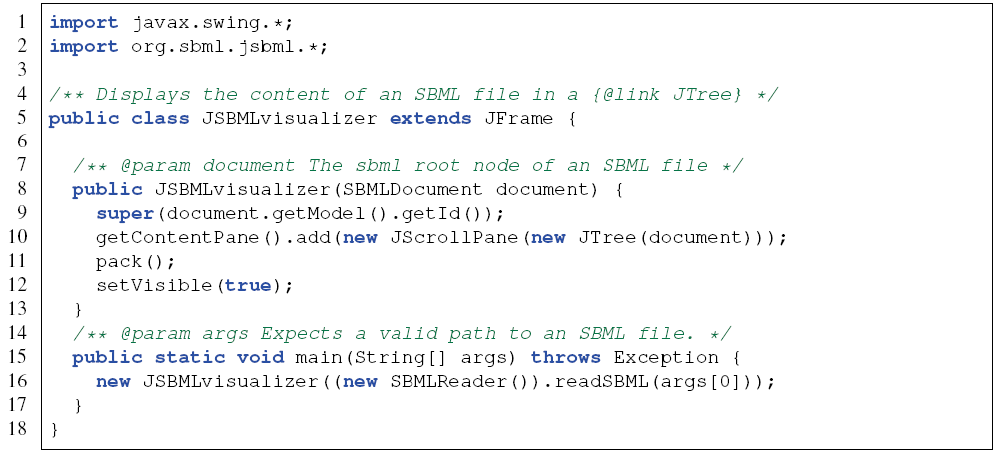 1 import javax.swing.*;
2 import org.sbml.jsbml.*;
3
4 /** Displays the content of an SBML file in a {@link JTree} */
5 public class JSBMLvisualizer extends JFrame {
6
7 /** @param document The sbml root node of an SBML file */
8 public JSBMLvisualizer(SBMLDocument document) {
9 super(document.getModel().getId());
10 getContentPane().add(new JScrollPane(new JTree(document)));
11 pack();
12 setVisible(true);
13 }
14 /** @param args Expects a valid path to an SBML file. */
15 public static void main(String[] args) throws Exception {
16 new JSBMLvisualizer((new SBMLReader()).readSBML(args[0]));
17 }
18 }